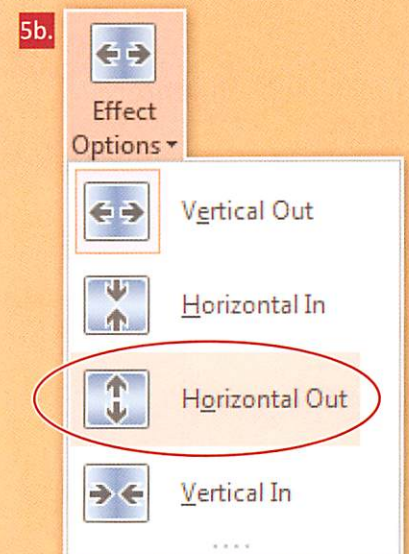 5b.
Effect
Options
Vertical Out
Horizontal In
Horizontal Out
Vertical In